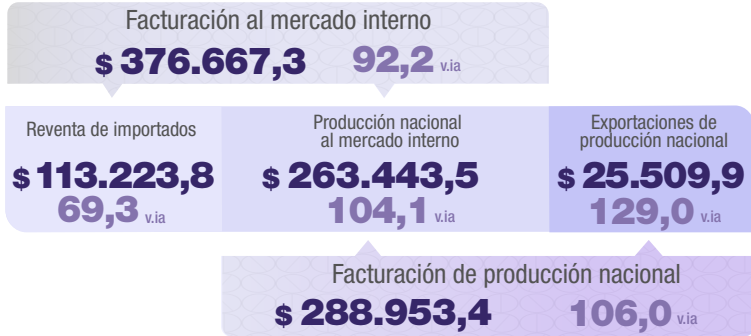 Facturación al mercado interno
$ 376.667,3 92,2 v.ia
Reventa de importados
$ 113.223,8
69,3 v.ia
Producción nacional
al mercado interno
$ 263.443,5
104,1 v.ia
Exportaciones de
producción nacional
$ 25.509,9
129,0 v.ia
Facturación de producción nacional
$ 288.953,4 106,0 v.ia